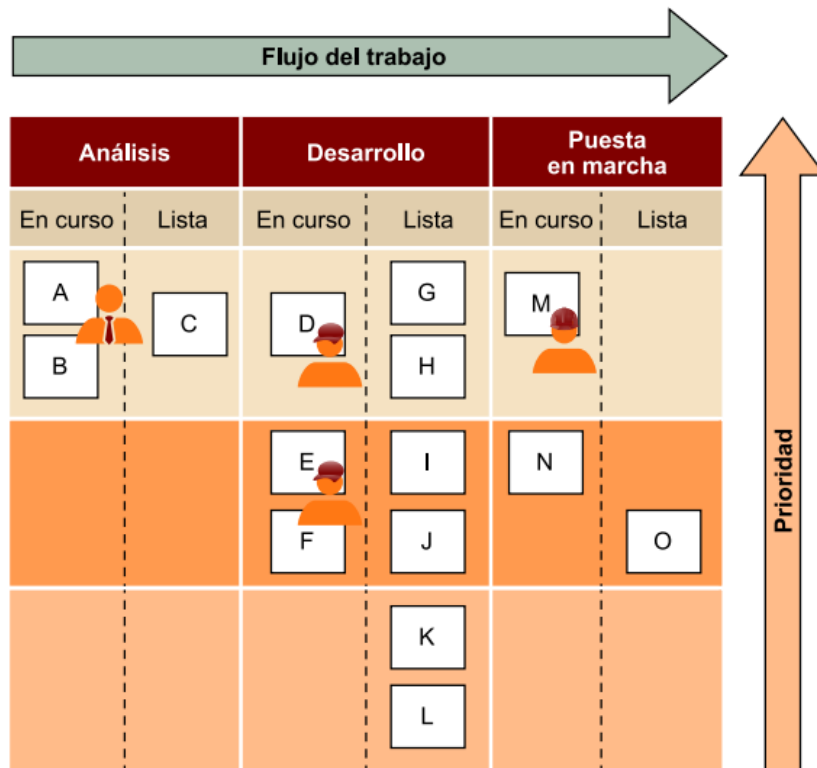 Flujo del trabajo
Análisis
Desarrollo
Puesta
en marcha
En curso
Lista
En curso
Lista
En curso
Lista
A
B
C
D
G
H
M
E
F
I
J
N
O
K
L
Prioridad